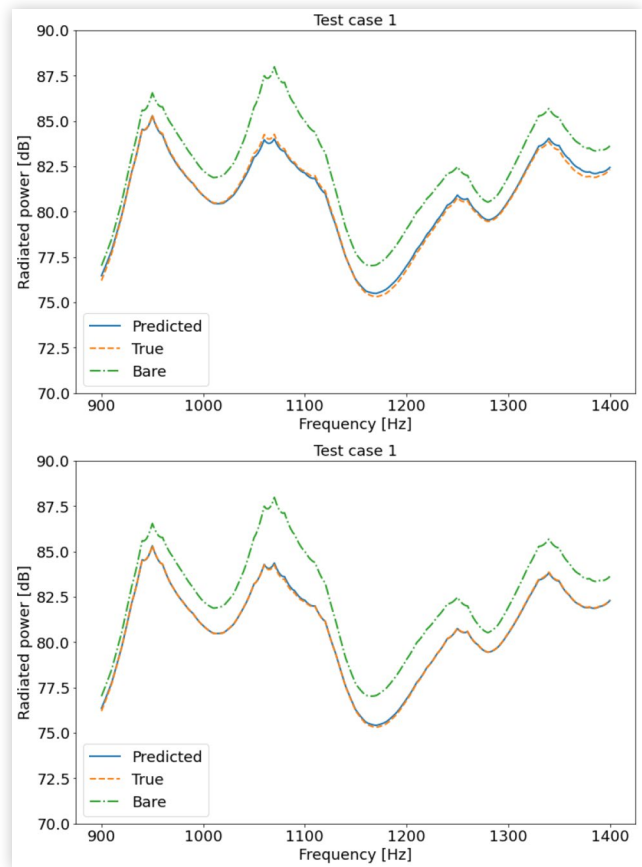 Test case 1
90.0
87.5
85.0
82.5
80.0
77.5
75.0
72.5
70.0
Radiated power [dB]
Predicted
True
Bare
900 1000 1100 1200 1300 1400
Frequency [Hz]
Test case 1
90.0
87.5
85.0
82.5
80.0
77.5
75.0
72.5
70.0
Radiated power [dB]
Predicted
True
Bare
900 1000 1100 1200 1300 1400
Frequency [Hz]